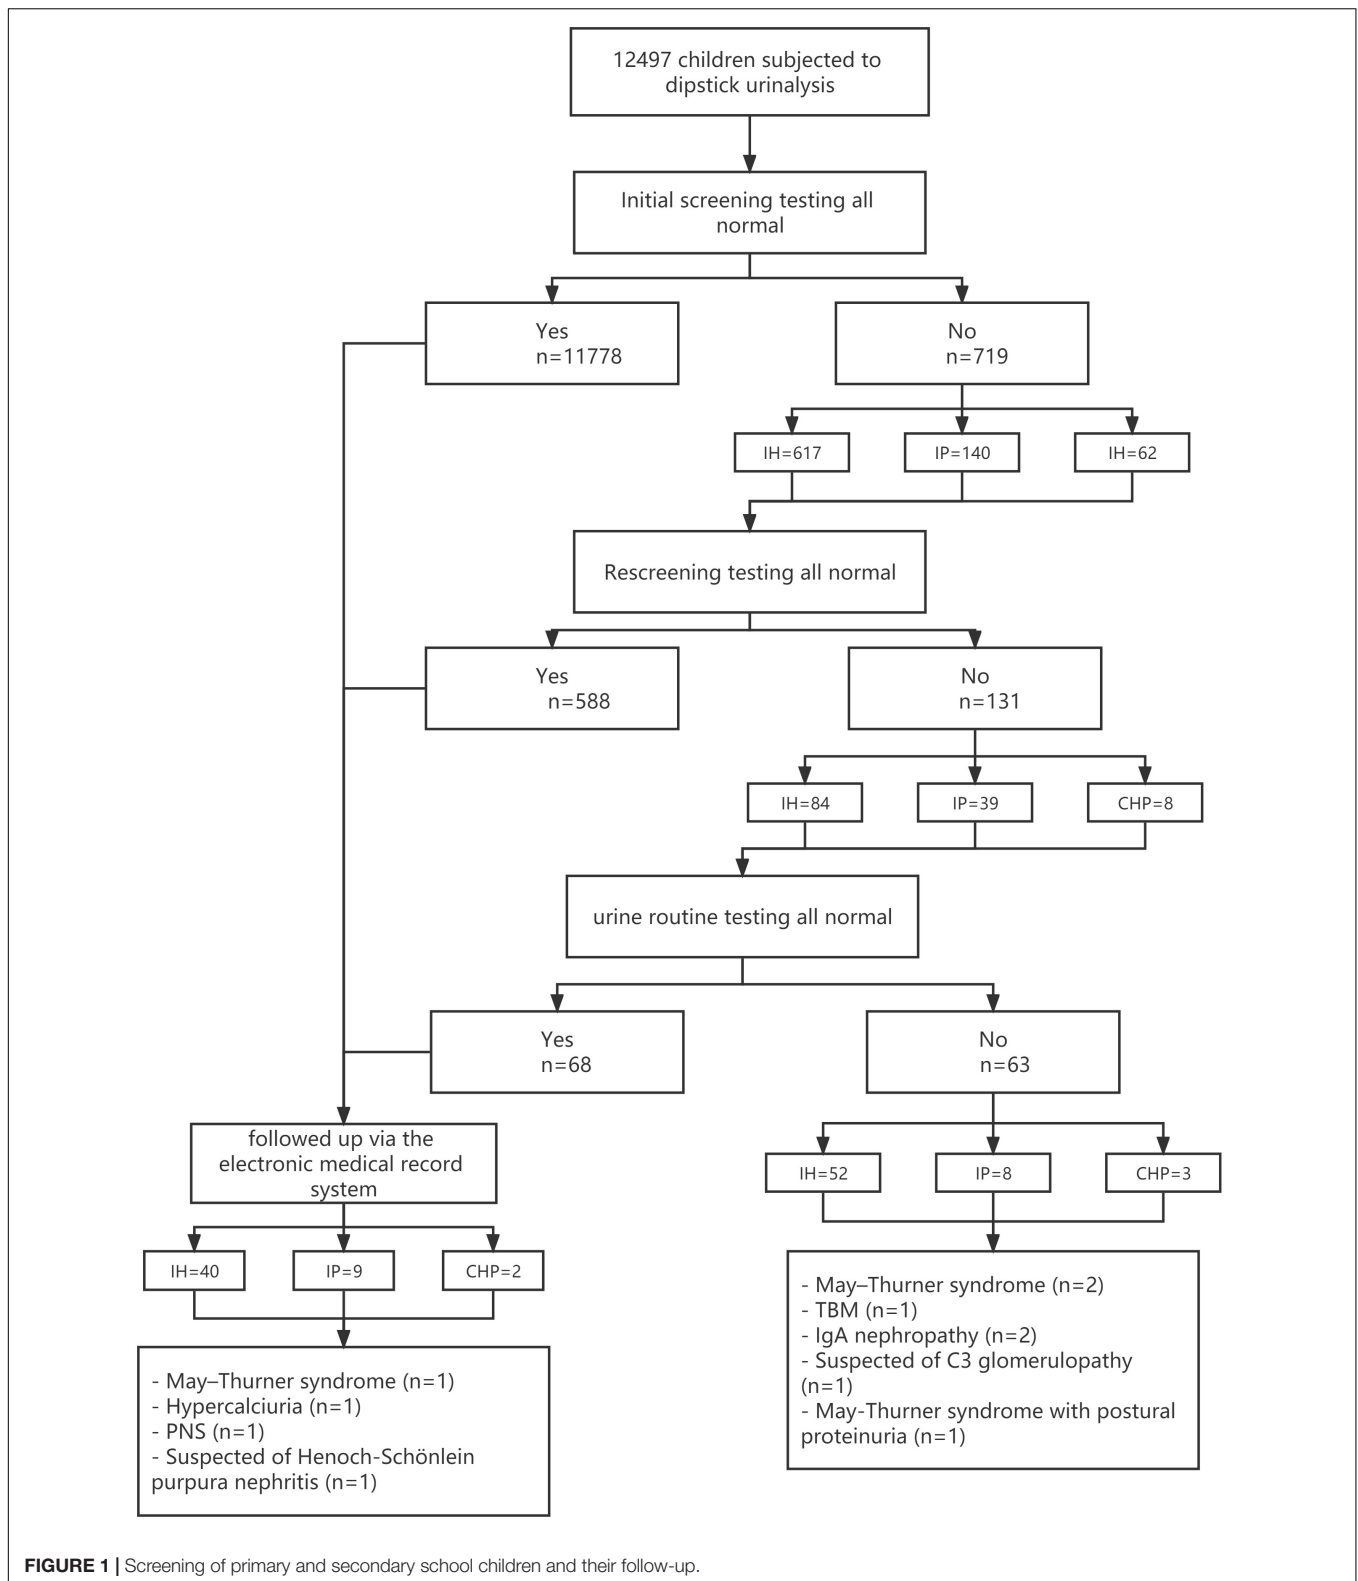 12497 children subjected to
dipstick urinalysis
Initial screening testing all
normal
Yes
n=11778
No
n=719
IH=617
IP=140
IH=62
Rescreening testing all normal
Yes
n=588
No
n=131
IH=84
IP=39
CHP=8
urine routine testing all normal
Yes
n=68
No
n=63
followed up via the
electronic medical record
system
IH=52
IP=8
CHP=3
IH=40
IP=9
CHP=2
- May–Thurner syndrome (n=2)
- TBM (n=1)
- IgA nephropathy (n=2)
- Suspected of C3 glomerulopathy
(n=1)
- May-Thurner syndrome with postural
proteinuria (n=1)
- May–Thurner syndrome (n=1)
- Hypercalciuria (n=1)
- PNS (n=1)
- Suspected of Henoch-Schönlein
purpura nephritis (n=1)
FIGURE 1 | Screening of primary and secondary school children and their follow-up.